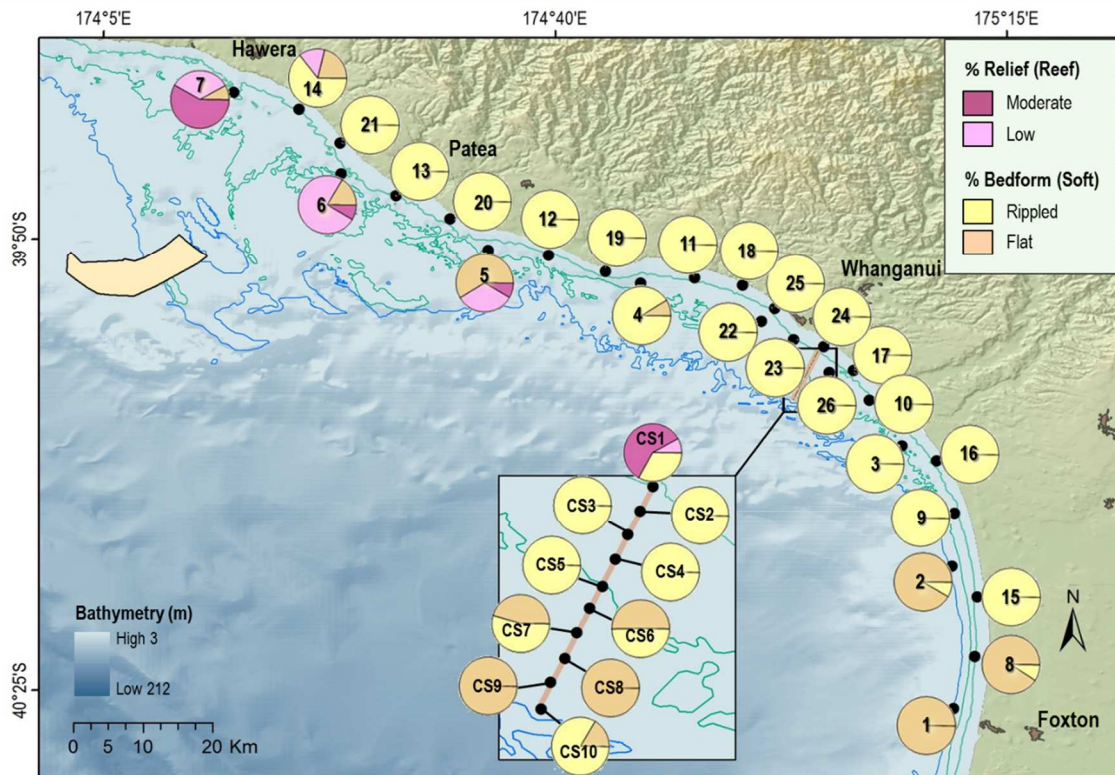 174°5'E
174°40'E
175°15'E
39°50'S
40°25'S
Hawera
Patea
Whanganui
Foxton
7
14
21
6
13
20
5
12
19
4
11
18
25
22
24
23
17
26
10
3
16
9
2
15
8
1
CS1
CS3
CS2
CS5
CS4
CS7
CS6
CS9
CS8
CS10
% Relief (Reef)
Moderate
Low
% Bedform (Soft)
Rippled
Flat
Bathymetry (m)
High 3
Low 212
0 5 10 20 Km
N